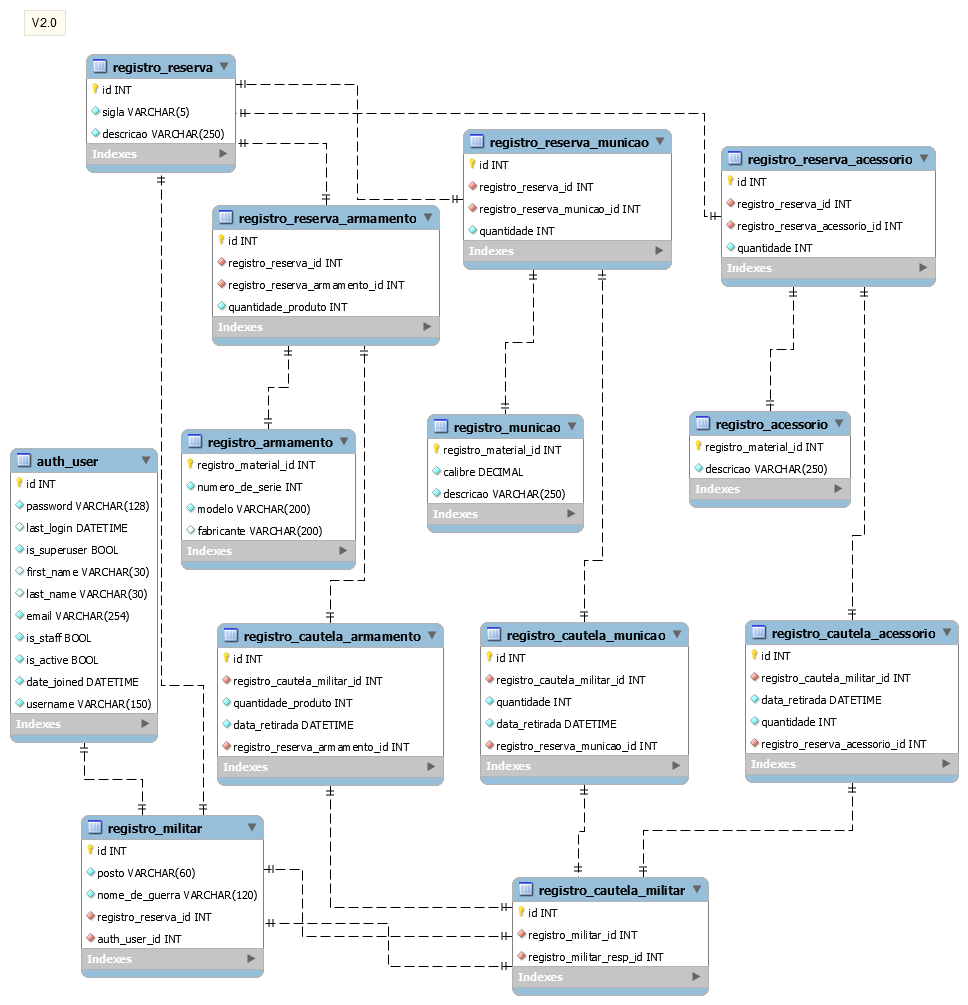 V2.0
registro_reserva
id INT
sigla VARCHAR(5)
descricao VARCHAR(250)
Indexes
registro_reserva_municao
id INT
registro_reserva_id INT
registro_reserva_municao_id INT
quantidade INT
Indexes
registro_reserva_acessorio
id INT
registro_reserva_id INT
registro_reserva_acessorio_id INT
quantidade INT
Indexes
registro_reserva_armamento
id INT
registro_reserva_id INT
registro_reserva_armamento_id INT
quantidade_produto INT
Indexes
registro_armamento
registro_material_id INT
numero_de_serie INT
modelo VARCHAR(200)
fabricante VARCHAR(200)
Indexes
registro_municao
registro_material_id INT
calibre DECIMAL
descricao VARCHAR(250)
Indexes
registro_acessorio
registro_material_id INT
descricao VARCHAR(250)
Indexes
auth_user
id INT
password VARCHAR(128)
last_login DATETIME
is_superuser BOOL
first_name VARCHAR(30)
last_name VARCHAR(30)
email VARCHAR(254)
is_staff BOOL
is_active BOOL
date_joined DATETIME
username VARCHAR(150)
Indexes
registro_cautela_armamento
id INT
registro_cautela_militar_id INT
quantidade_produto INT
data_retirada DATETIME
registro_reserva_armamento_id INT
Indexes
registro_cautela_municao
id INT
registro_cautela_militar_id INT
quantidade INT
data_retirada DATETIME
registro_reserva_municao_id INT
Indexes
registro_cautela_acessorio
id INT
registro_cautela_militar_id INT
data_retirada DATETIME
quantidade INT
registro_reserva_acessorio_id INT
Indexes
registro_militar
id INT
posto VARCHAR(60)
nome_de_guerra VARCHAR(120)
registro_reserva_id INT
auth_user_id INT
Indexes
registro_cautela_militar
id INT
registro_militar_id INT
registro_militar_resp_id INT
Indexes